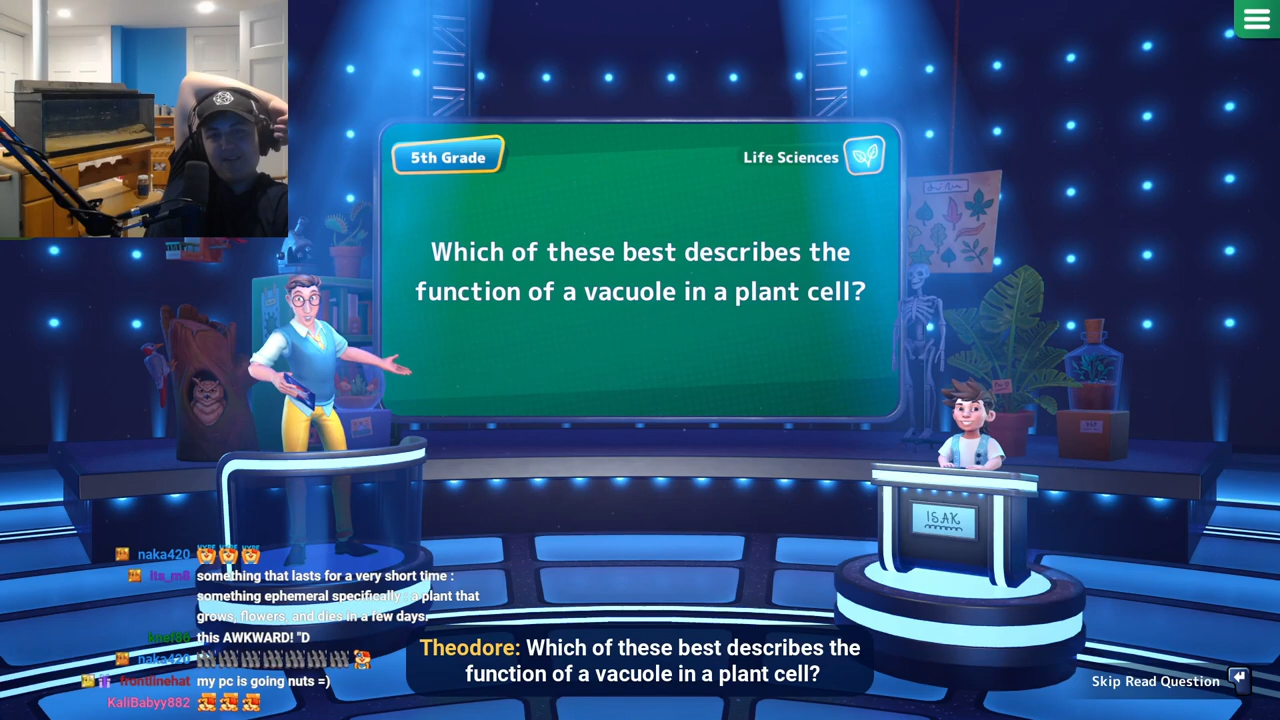 5th Grade
Life Sciences
Which of these best describes the
function of a vacuole in a plant cell?
ISAK
naka420
its_m8 something that lasts for a very short time :
something ephemeral specifically : a plant that
grows, flowers, and dies in a few days.
knef86 this AWKWARD! "D
naka420
frontlinehat my pc is going nuts =)
KaliBabyy882
Theodore: Which of these best describes the
function of a vacuole in a plant cell?
Skip Read Question